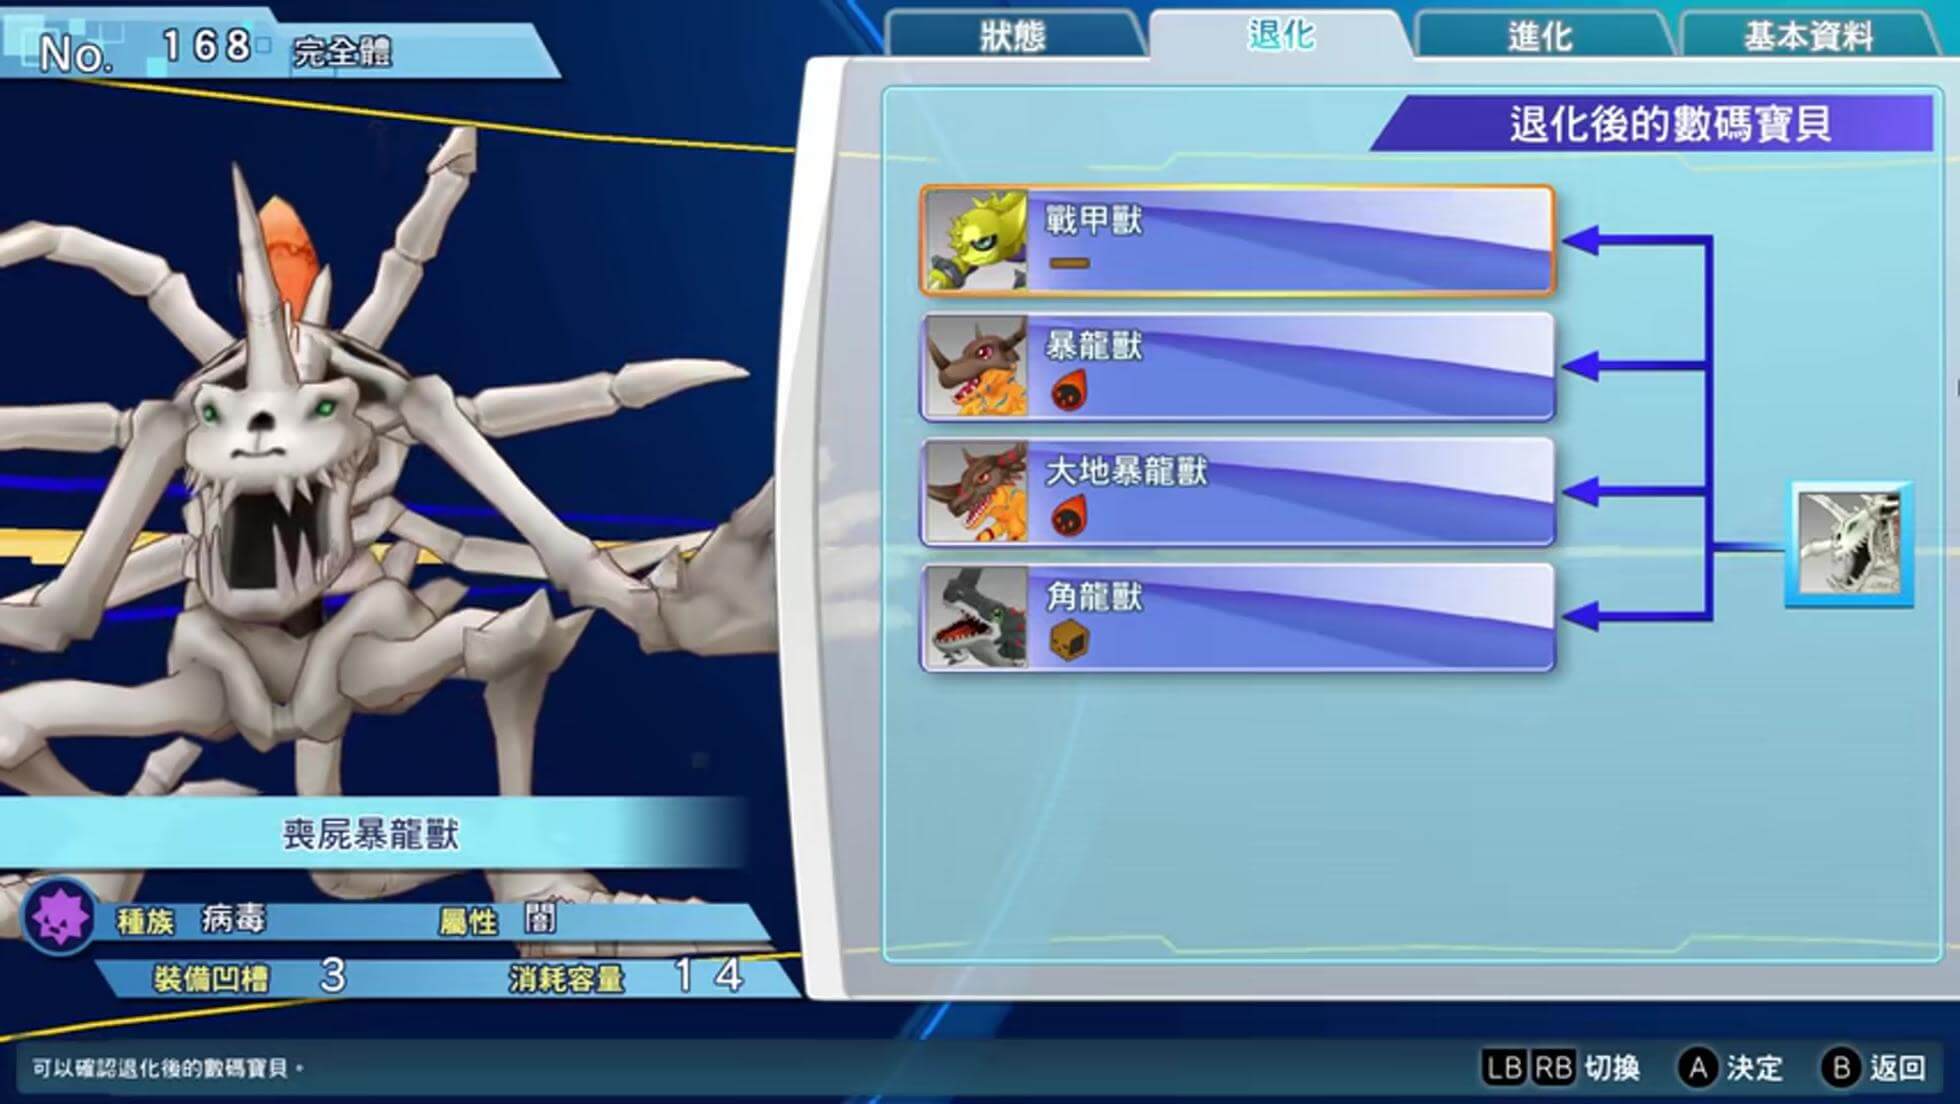 No. 168 完全體
狀態 退化 進化 基本資料
退化後的數碼寶貝
戰甲獸
暴龍獸
大地暴龍獸
角龍獸
喪屍暴龍獸
種族 病毒 屬性 闇
裝備凹槽 3 消耗容量 14
可以確認退化後的數碼寶貝。
LB RB 切換 A 決定 B 返回